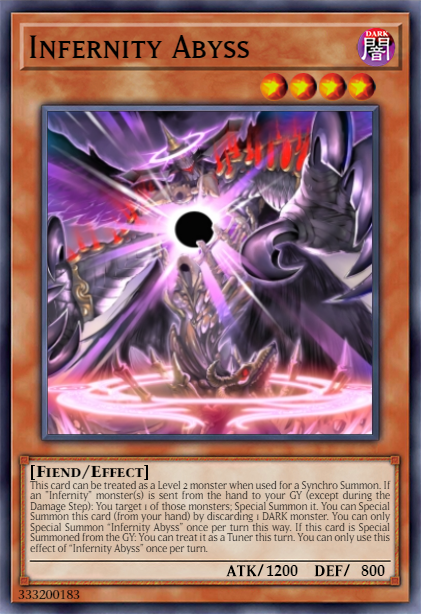 INFERNITY ABYSS
DARK
闇
[FIEND/EFFECT]
This card can be treated as a Level 2 monster when used for a Synchro Summon. If
an "Infernity" monster(s) is sent from the hand to your GY (except during the
Damage Step): You target 1 of those monsters; Special Summon it. You can Special
Summon this card (from your hand) by discarding 1 DARK monster. You can only
Special Summon “Infernity Abyss” once per turn this way. If this card is Special
Summoned from the GY: You can treat it as a Tuner this turn. You can only use this
effect of “Infernity Abyss” once per turn.
ATK/1200 DEF/ 800
333200183